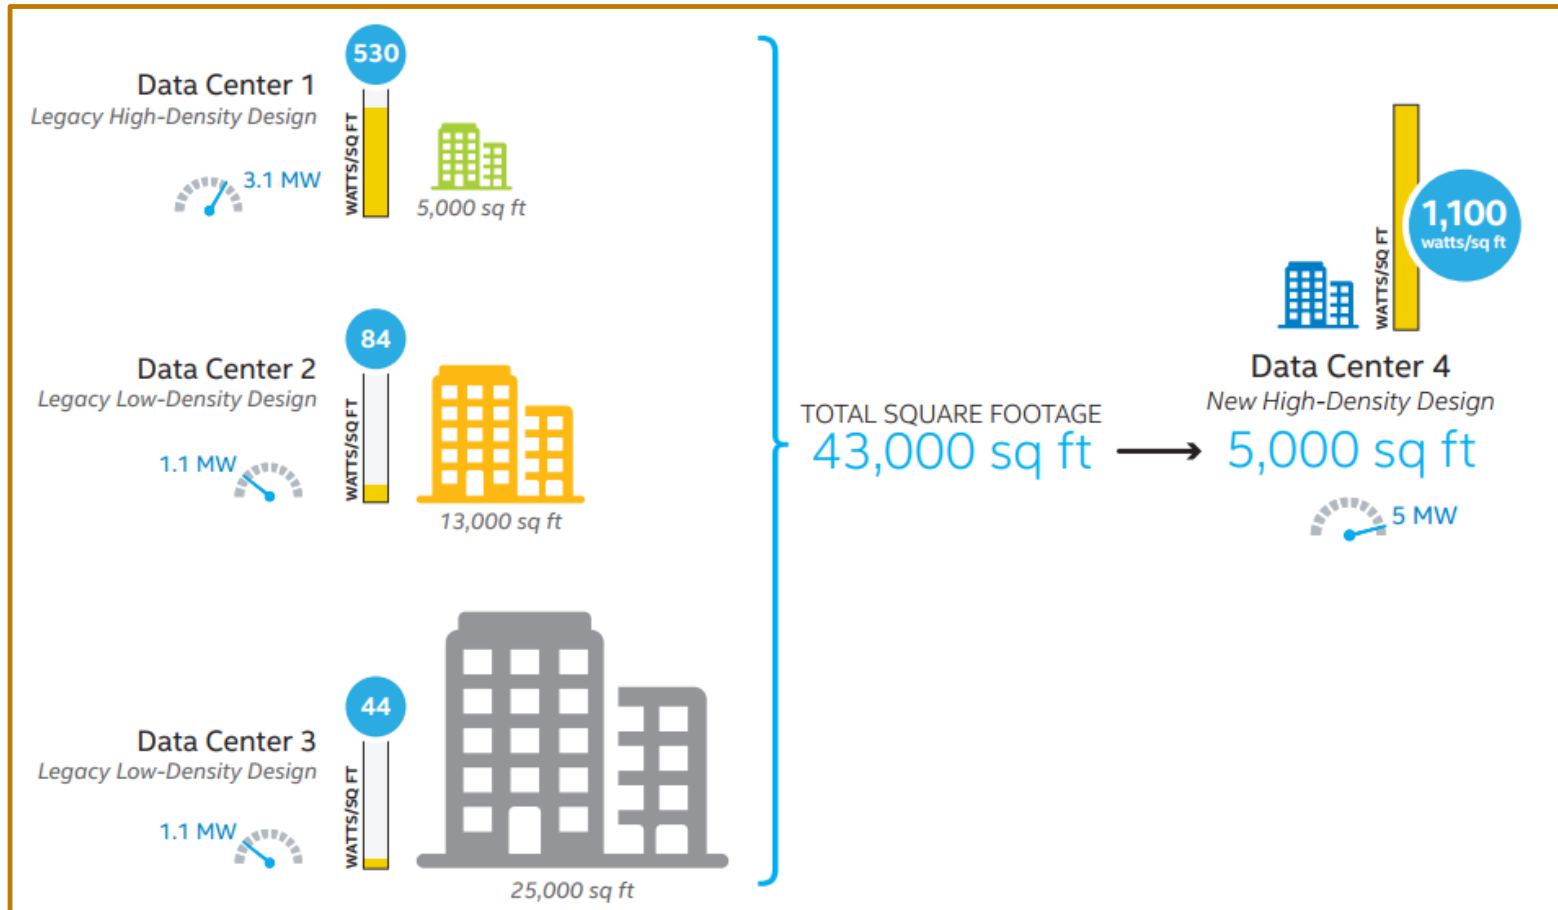 530
Data Center 1
Legacy High-Density Design
WATTS/SQ FT
3.1 MW
5,000 sq ft
84
Data Center 2
Legacy Low-Density Design
WATTS/SQ FT
1.1 MW
13,000 sq ft
44
Data Center 3
Legacy Low-Density Design
WATTS/SQ FT
1.1 MW
25,000 sq ft
TOTAL SQUARE FOOTAGE
43,000 sq ft
1,100
watts/sq ft
WATTS/SQ FT
Data Center 4
New High-Density Design
5,000 sq ft
5 MW